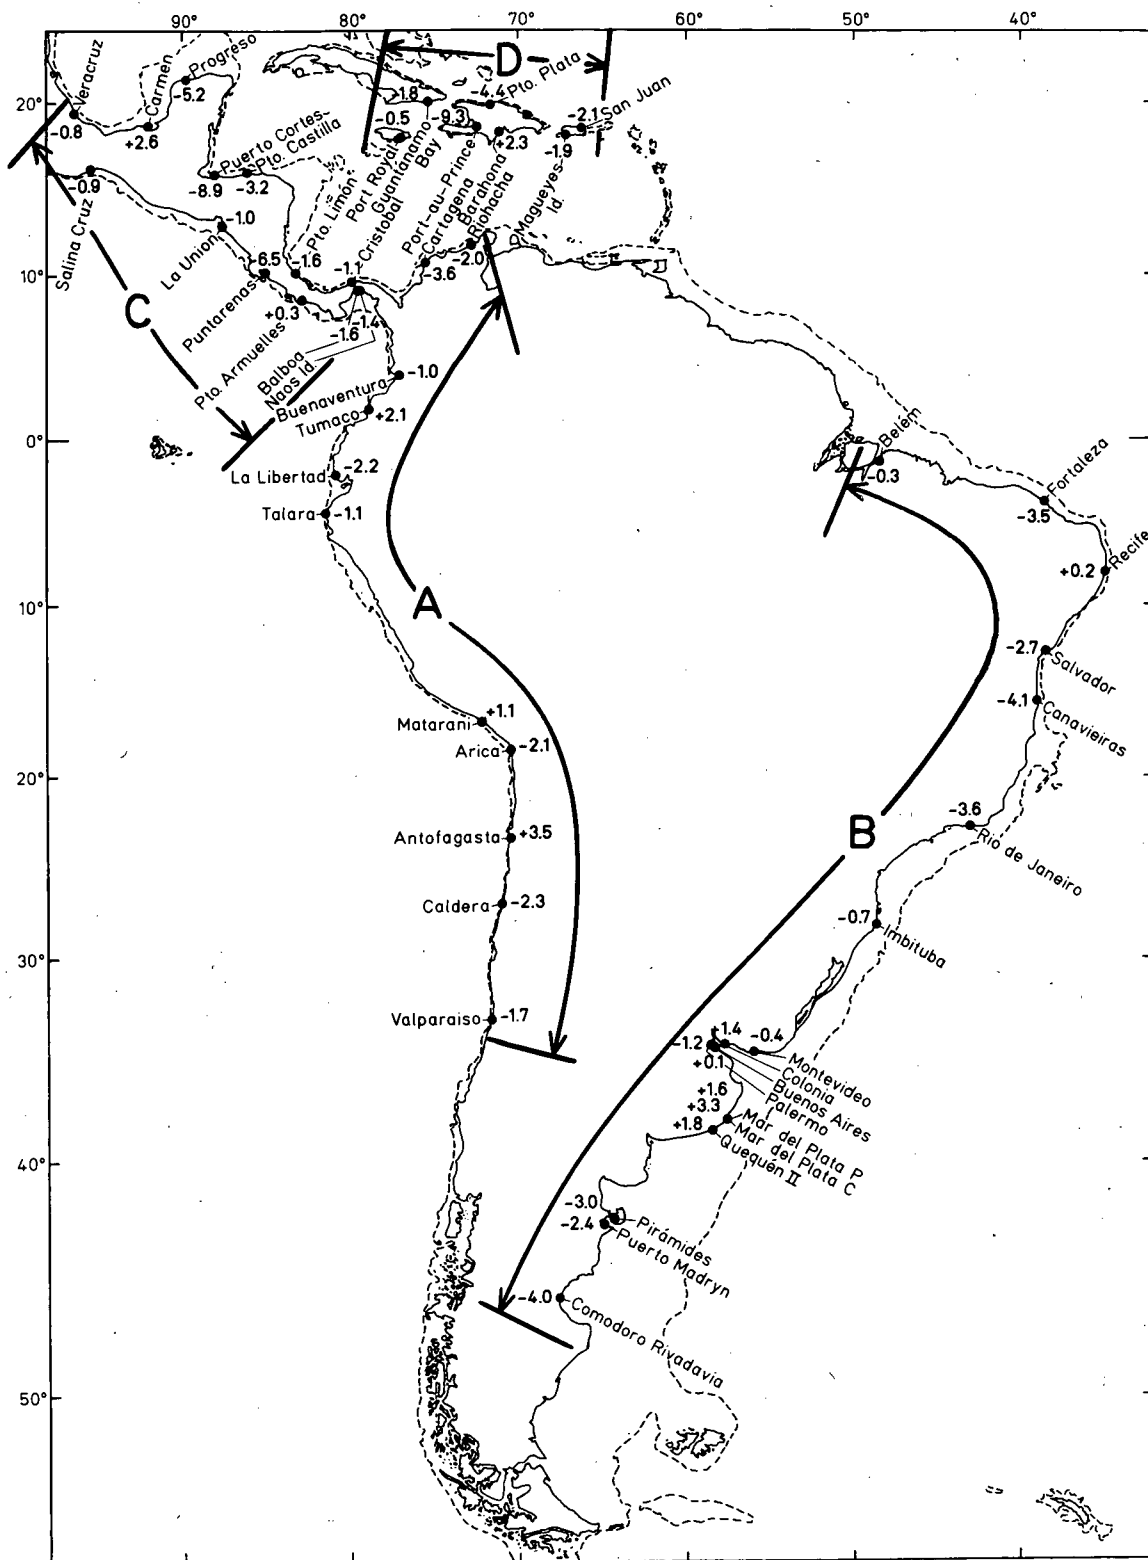 90°
80°
70°
60°
50°
40°
Veracruz
-0.8
Carmen
+2.6
Progreso
-5.2
D
-1.8
-0.5
-4.4
Pto. Plata
-9.3
+2.3
-2.1
San Juan
-1.9
20°
Puerto Cortes
Pto. Castilla
-8.9
-3.2
Pto. Limón
Port Royal
Guantánamo
Bay
Cristobal
Port-au-Prince
Cartagena
Barahona
Riohacha
Magueyes
Id.
-0.9
Salina Cruz
-1.0
La Union
-6.5
-1.6
-1.1
-3.6
-2.0
10°
C
Puntarenas
+0.3
-1.6
-1.4
Pto. Armuelles
Balboa
Naos Id.
Buenaventura
-1.0
Tumaco
+2.1
0°
La Libertad
-2.2
Talara
-1.1
Belém
-0.3
Fortaleza
-3.5
Recife
+0.2
10°
A
-2.7
Salvador
-4.1
Canavieiras
Matarani
+1.1
Arica
-2.1
20°
Antofagasta
+3.5
B
-3.6
Rio de Janeiro
Caldera
-2.3
-0.7
Imbituba
30°
Valparaiso
-1.7
-1.2
+1.4
-0.4
+0.1
Montevideo
Colonia
Buenos Aires
Palermo
+1.6
+3.3
+1.8
Mar del Plata P
Mar del Plata C
Quequén II
40°
-3.0
-2.4
Pirámides
Puerto Madryn
-4.0
Comodoro Rivadavia
50°